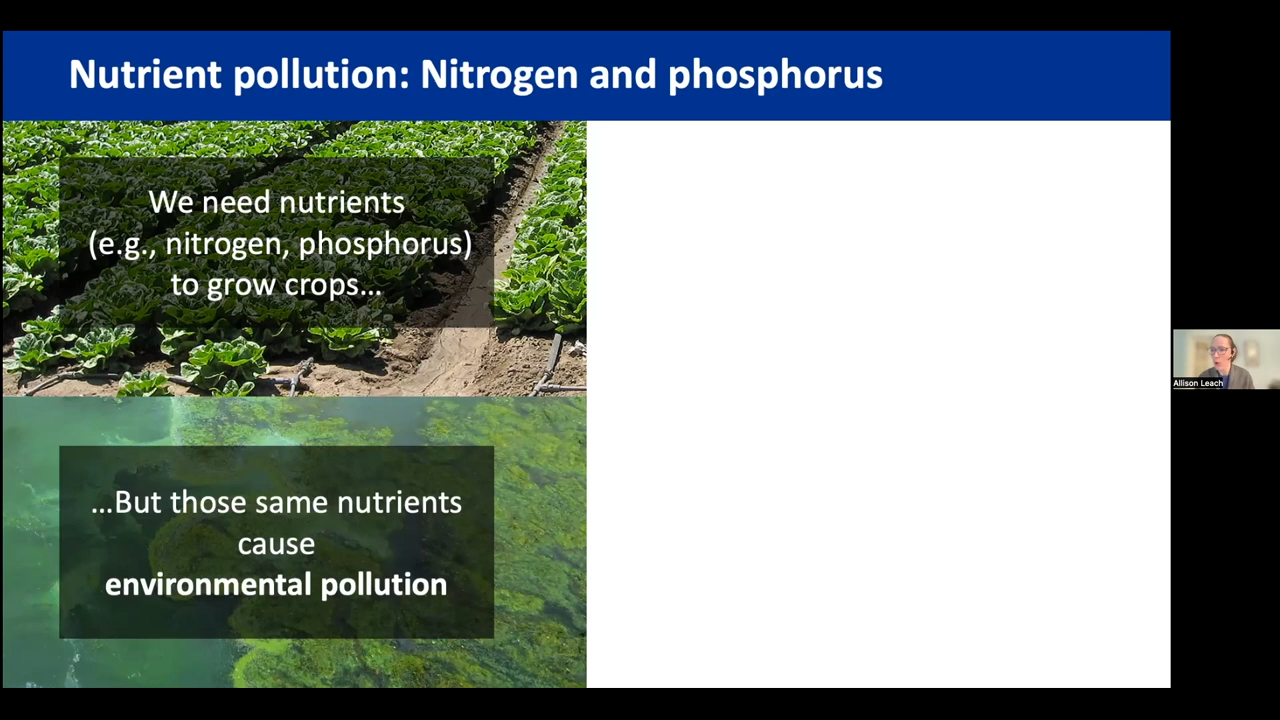 Nutrient pollution: Nitrogen and phosphorus
We need nutrients
(e.g., nitrogen, phosphorus)
to grow crops…
…But those same nutrients
cause
environmental pollution
Allison Leach